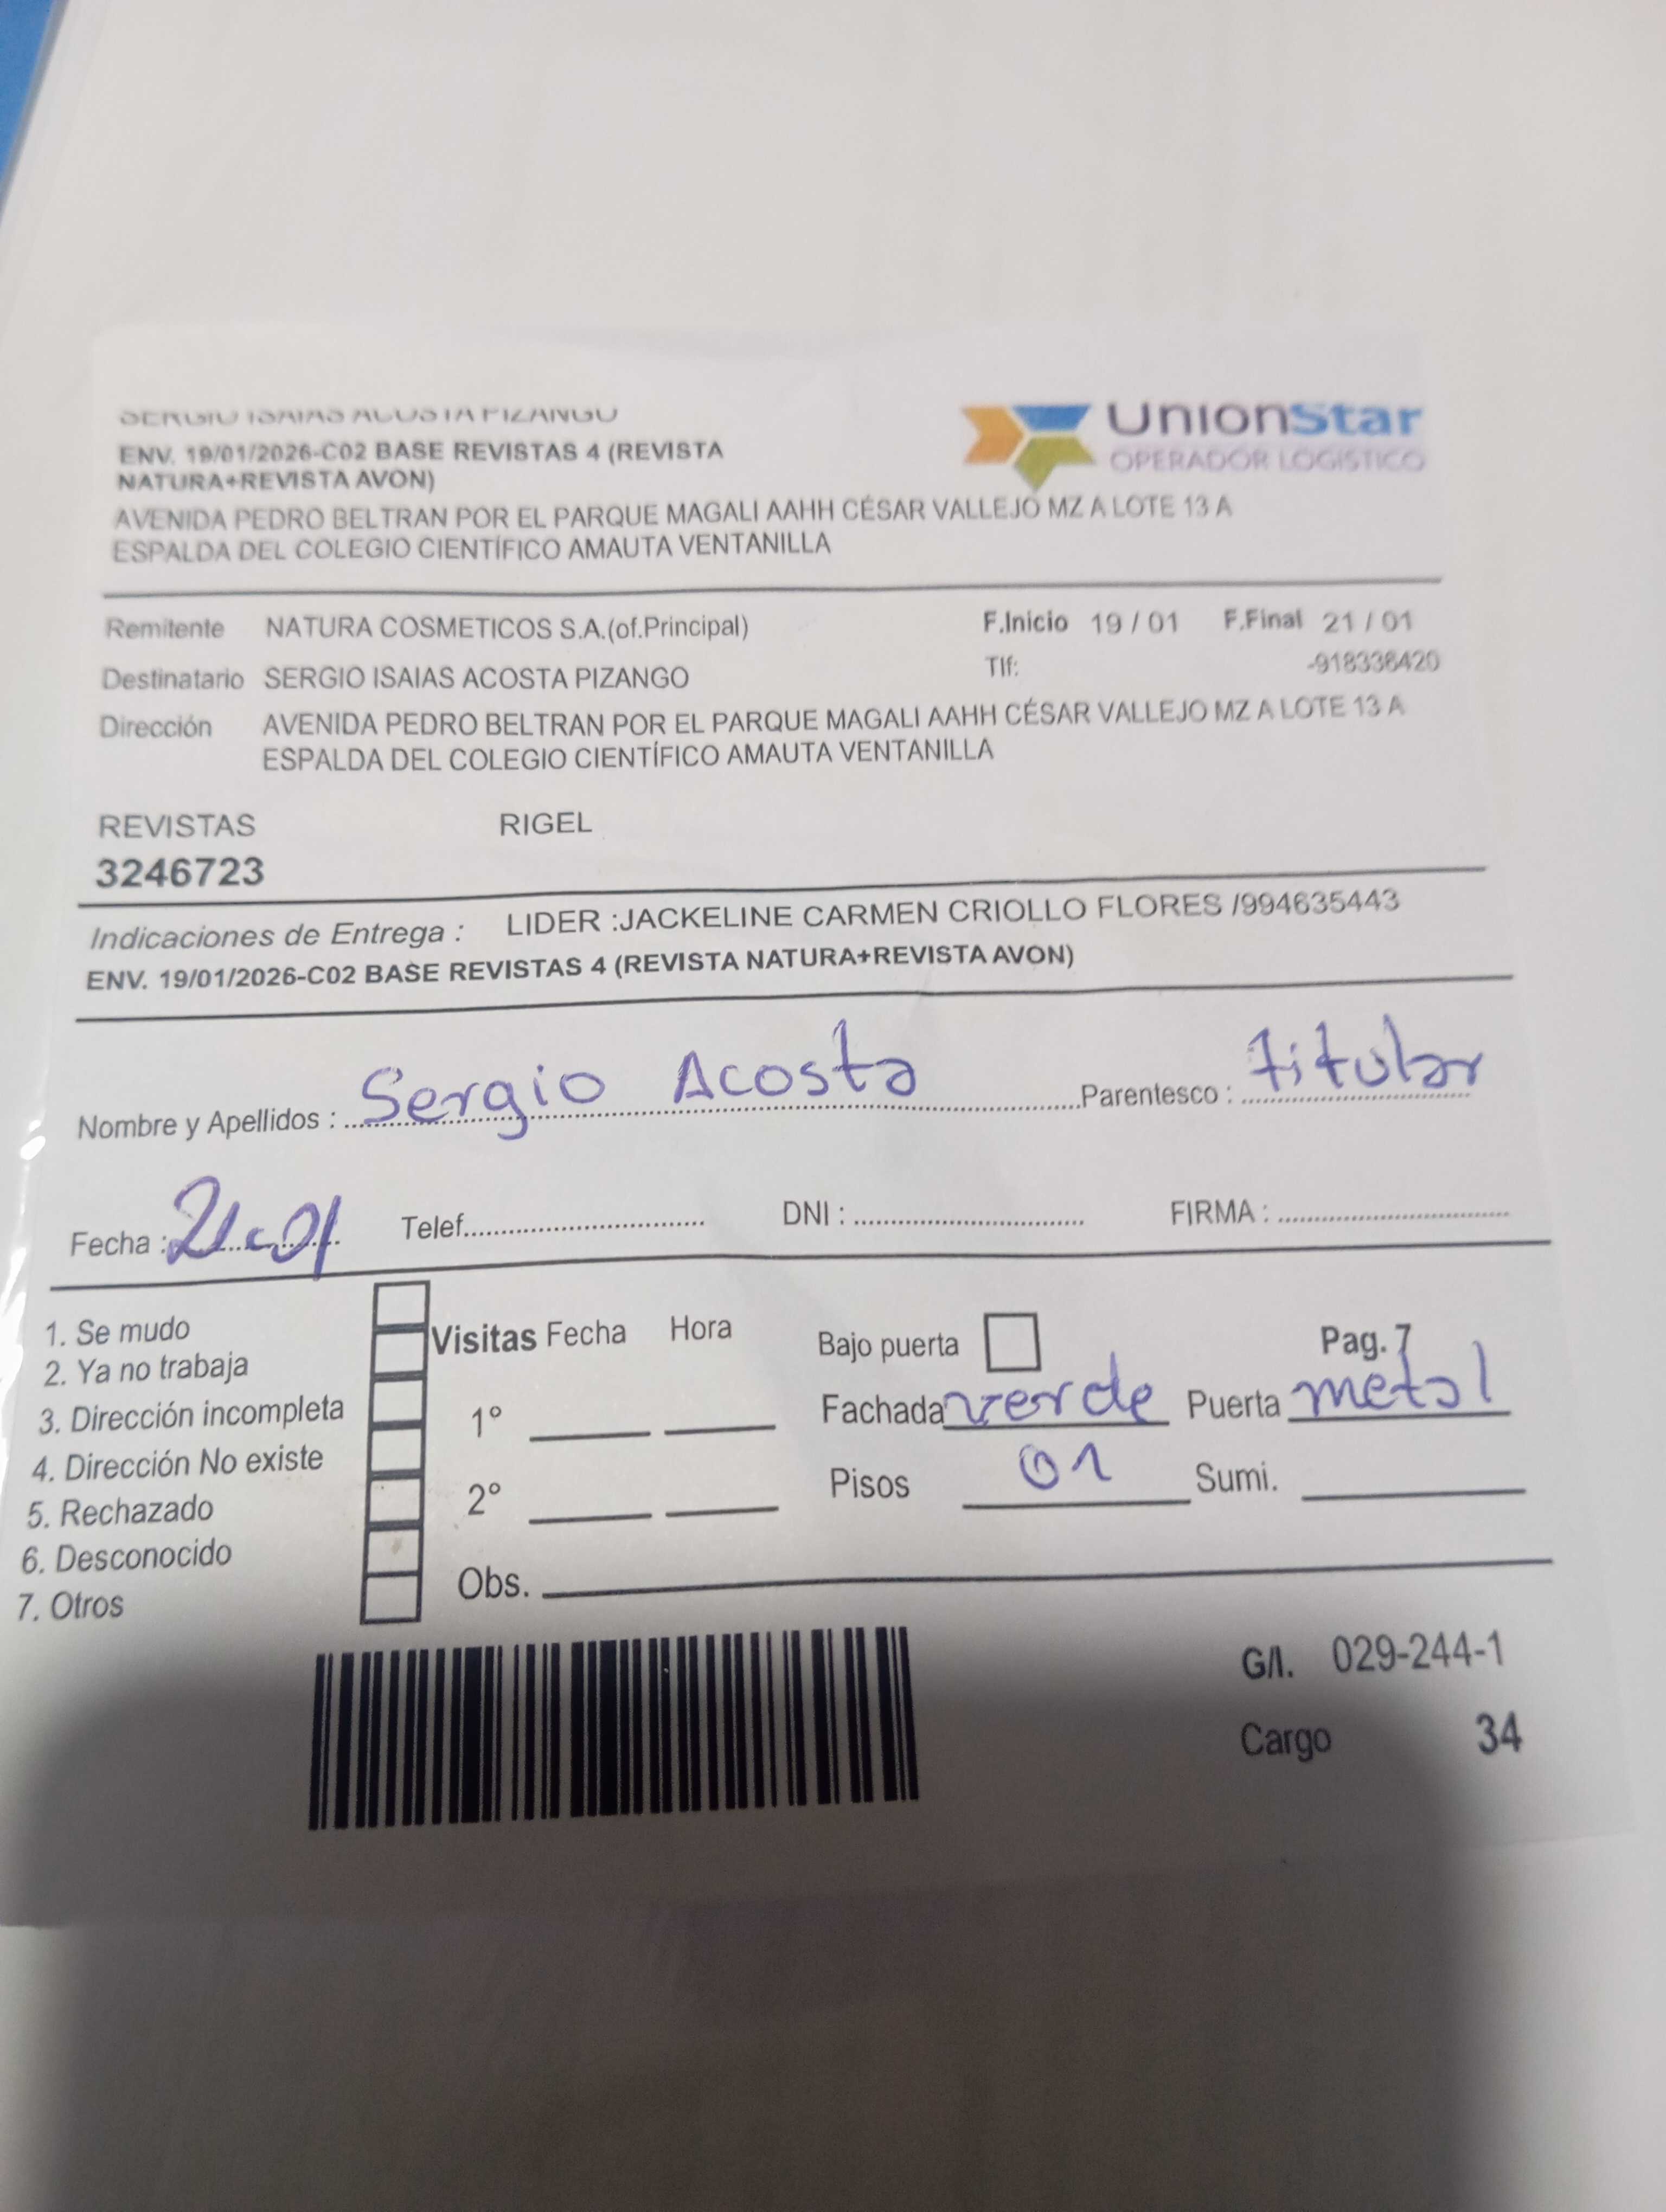 SERGIO ISAIAS ACOSTA PIZANGO
UnionStar
OPERADOR LOGÍSTICO
ENV. 19/01/2026-C02 BASE REVISTAS 4 (REVISTA
NATURA+REVISTA AVON)
AVENIDA PEDRO BELTRAN POR EL PARQUE MAGALI AAHH CÉSAR VALLEJO MZ A LOTE 13 A
ESPALDA DEL COLEGIO CIENTÍFICO AMAUTA VENTANILLA
Remitente NATURA COSMETICOS S.A.(of.Principal) F.Inicio 19 / 01 F.Final 21 / 01
Destinatario SERGIO ISAIAS ACOSTA PIZANGO Tlf: -918336420
Dirección AVENIDA PEDRO BELTRAN POR EL PARQUE MAGALI AAHH CÉSAR VALLEJO MZ A LOTE 13 A
ESPALDA DEL COLEGIO CIENTÍFICO AMAUTA VENTANILLA
REVISTAS RIGEL
3246723
Indicaciones de Entrega : LIDER :JACKELINE CARMEN CRIOLLO FLORES /994635443
ENV. 19/01/2026-C02 BASE REVISTAS 4 (REVISTA NATURA+REVISTA AVON)
Nombre y Apellidos : Sergio Acosta Parentesco : titular
Fecha : 21-01 Telef. DNI : FIRMA :
1. Se mudo
2. Ya no trabaja
3. Dirección incompleta
4. Dirección No existe
5. Rechazado
6. Desconocido
7. Otros
Visitas Fecha Hora
1°
2°
Obs.
Bajo puerta Pag. 7
Fachada verde Puerta metal
Pisos 01 Sumi.
G/I. 029-244-1
Cargo 34